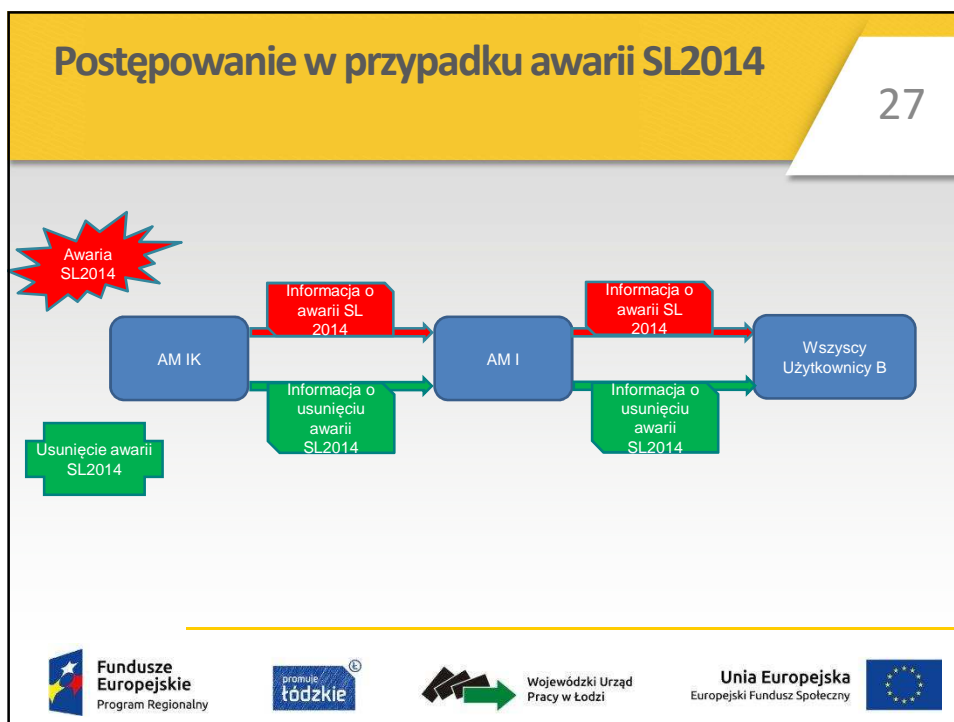 Postępowanie w przypadku awarii SL2014
27
Awaria
SL2014
Informacja o
awarii SL
2014
Informacja o
awarii SL
2014
AM IK
AM I
Wszyscy
Użytkownicy B
Informacja o
usunięciu
awarii
SL2014
Informacja o
usunięciu
awarii
SL2014
Usunięcie awarii
SL2014
Fundusze
Europejskie
Program Regionalny
promuje
łódzkie
Ł
Wojewódzki Urząd
Pracy w Łodzi
Unia Europejska
Europejski Fundusz Społeczny